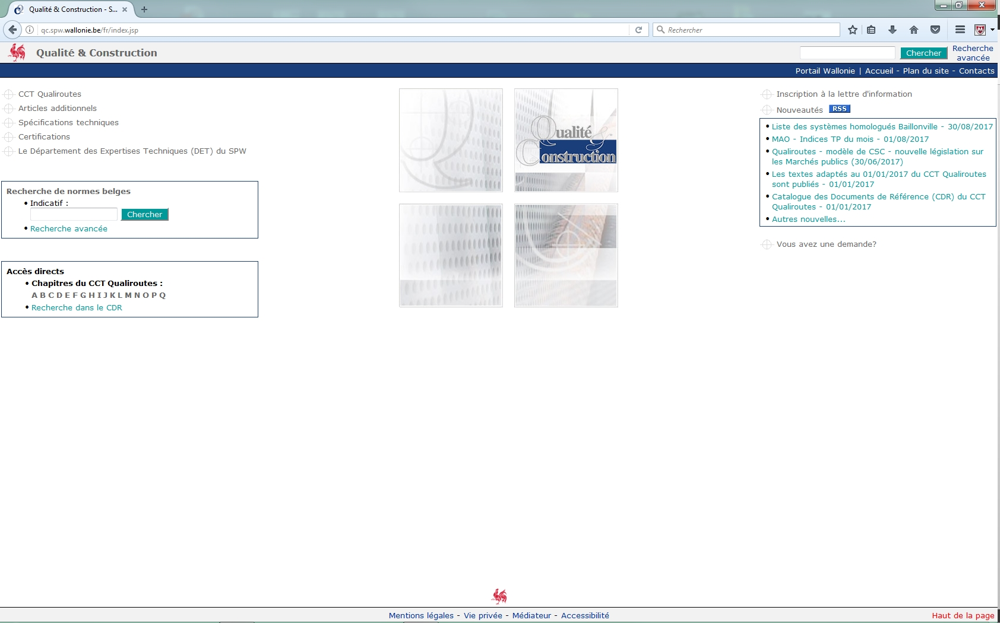 Qualité & Construction - S...
qc.spw.wallonie.be/fr/index.jsp
Rechercher
Qualité & Construction
Chercher
Recherche
avancée
Portail Wallonie | Accueil - Plan du site - Contacts
CCT Qualiroutes
Articles additionnels
Spécifications techniques
Certifications
Le Département des Expertises Techniques (DET) du SPW
Recherche de normes belges
• Indicatif :
Chercher
• Recherche avancée
Accès directs
• Chapitres du CCT Qualiroutes :
A B C D E F G H I J K L M N O P Q
• Recherche dans le CDR
Qualité &
Construction
Inscription à la lettre d'information
Nouveautés RSS
• Liste des systèmes homologués Baillonville - 30/08/2017
• MAO - Indices TP du mois - 01/08/2017
• Qualiroutes - modèle de CSC - nouvelle législation sur
les Marchés publics (30/06/2017)
• Les textes adaptés au 01/01/2017 du CCT Qualiroutes
sont publiés - 01/01/2017
• Catalogue des Documents de Référence (CDR) du CCT
Qualiroutes - 01/01/2017
• Autres nouvelles...
Vous avez une demande?
Mentions légales - Vie privée - Médiateur - Accessibilité
Haut de la page